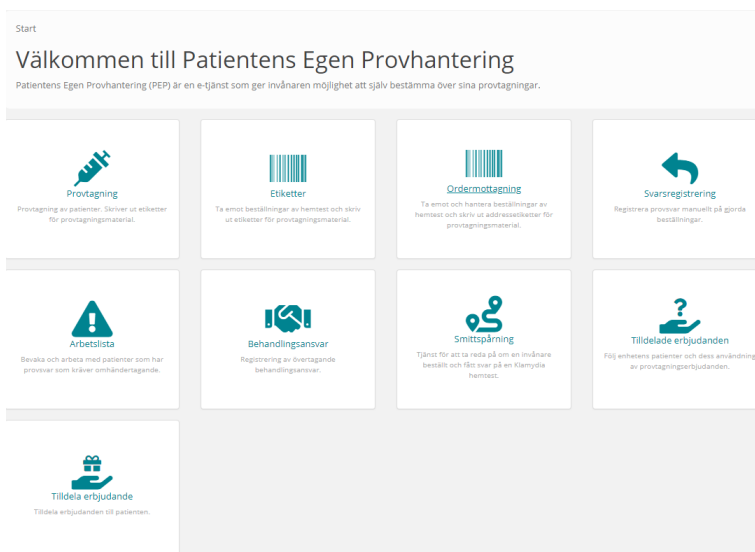 Start
Välkommen till Patientens Egen Provhantering
Patientens Egen Provhantering (PEP) är en e-tjänst som ger invånaren möjlighet att själv bestämma över sina provtagningar.
Provtagning
Provtagning av patienter. Skriver ut etiketter
för provtagningsmaterial.
Etiketter
Ta emot beställningar av hemtest och skriv
ut etiketter för provtagningsmaterial.
Ordermottagning
Ta emot och hantera beställningar av
hemtest och skriv ut addressetiketter för
provtagningsmaterial.
Svarsregistrering
Registrera provsvar manuellt på gjorda
beställningar.
Arbetslista
Bevaka och arbeta med patienter som har
provsvar som kräver omhändertagande.
Behandlingsansvar
Registrering av övertagande
behandlingsansvar.
Smittspårning
Tjänst för att ta reda på om en invånare
beställt och fått svar på en Klamydia
hemtest.
Tilldelade erbjudanden
Följ enhetens patienter och dess användning
av provtagningserbjudanden.
Tilldela erbjudande
Tilldela erbjudanden till patienten.